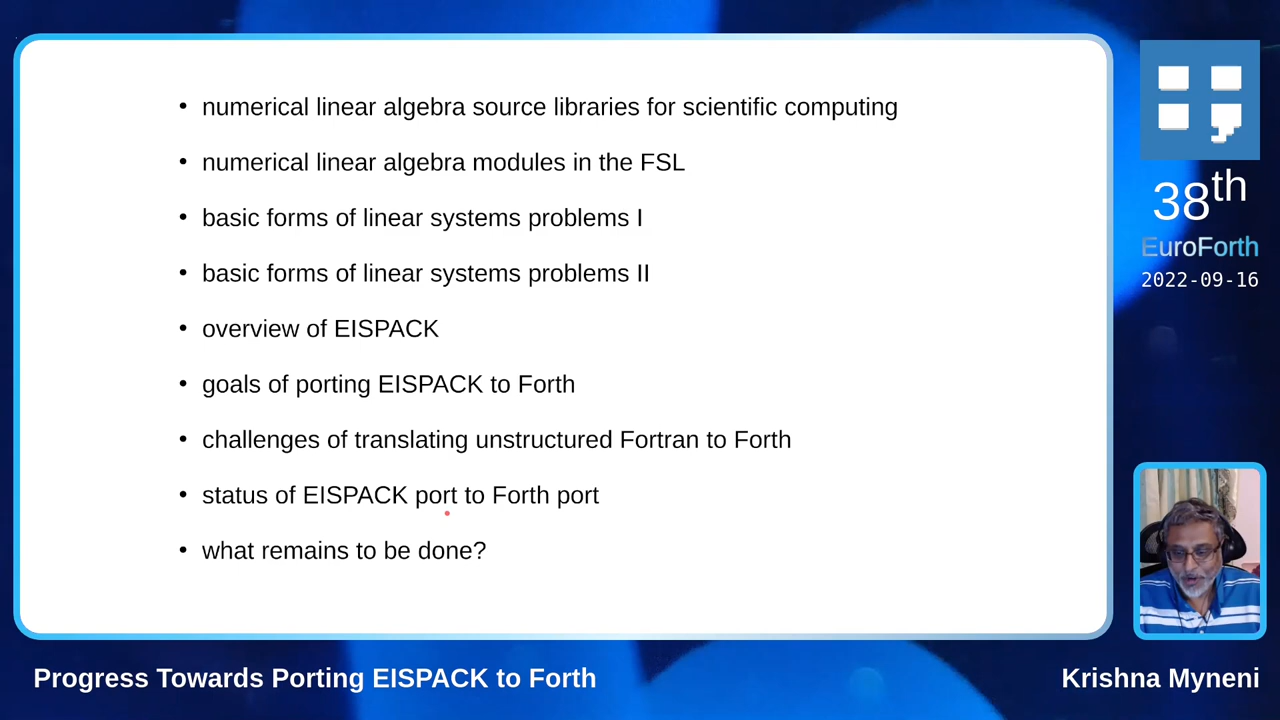 • numerical linear algebra source libraries for scientific computing
• numerical linear algebra modules in the FSL
• basic forms of linear systems problems I
• basic forms of linear systems problems II
• overview of EISPACK
• goals of porting EISPACK to Forth
• challenges of translating unstructured Fortran to Forth
• status of EISPACK port to Forth port
• what remains to be done?
38th
EuroForth
2022-09-16
Progress Towards Porting EISPACK to Forth
Krishna Myneni